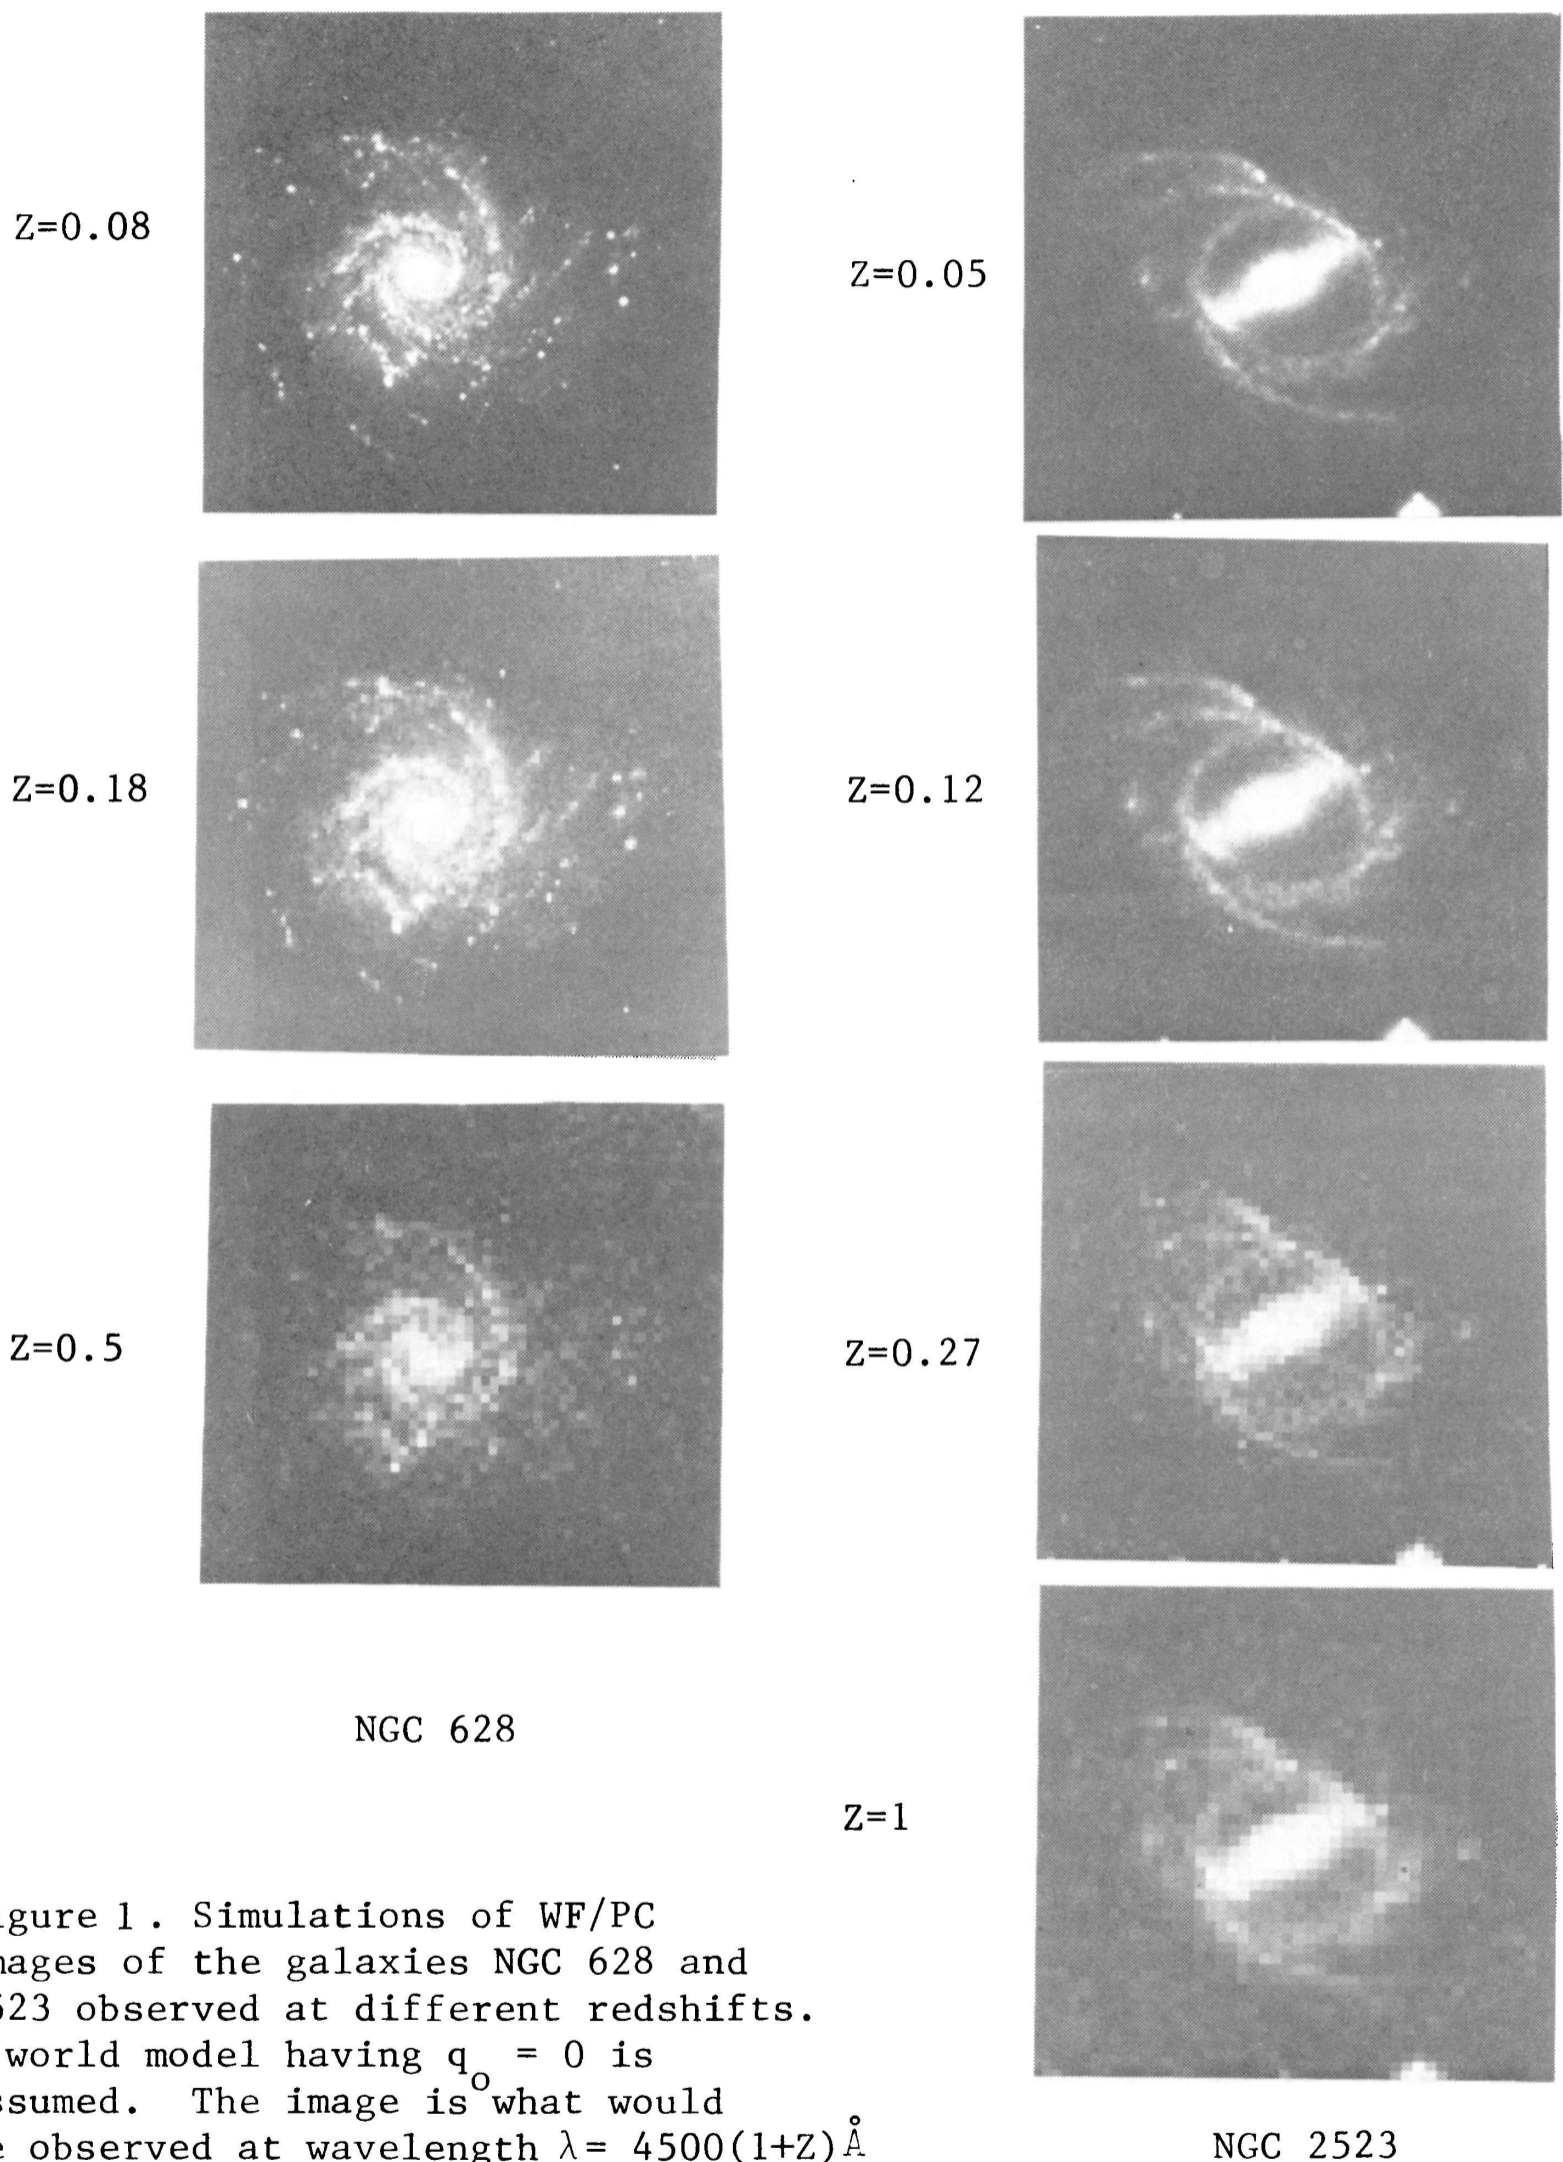 Z=0.08
Z=0.05
Z=0.18
Z=0.12
Z=0.5
Z=0.27
NGC 628
Z=1
igure 1. Simulations of WF/PC
mages of the galaxies NGC 628 and
523 observed at different redshifts.
world model having qo = 0 is
ssumed. The image is what would
e observed at wavelength λ= 4500(1+Z)Å
NGC 2523